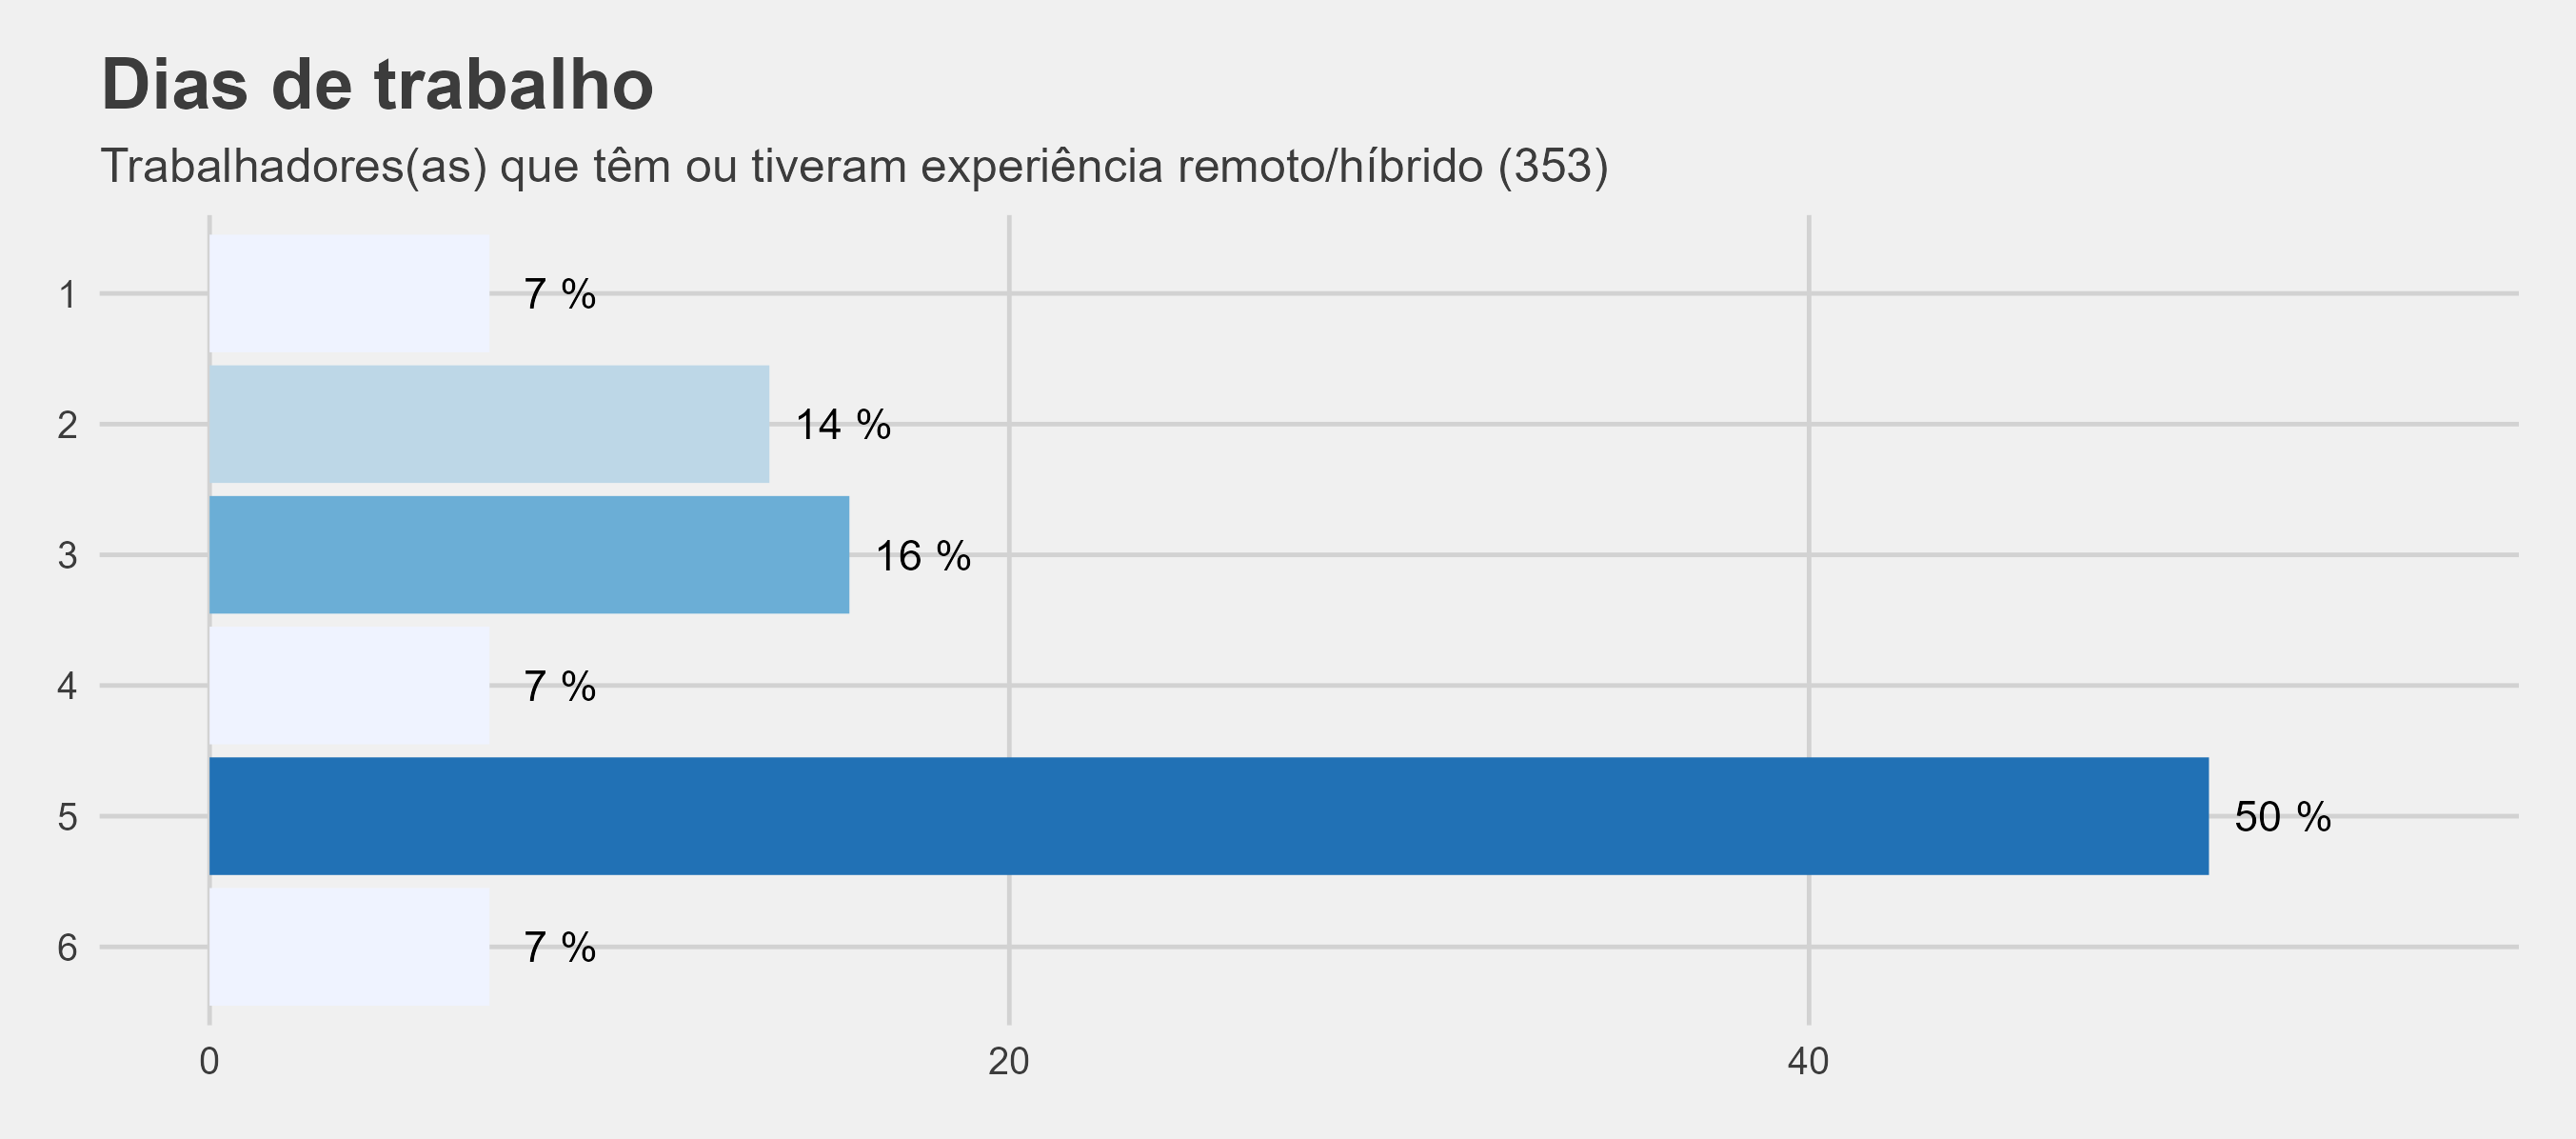 Dias de trabalho
Trabalhadores(as) que têm ou tiveram experiência remoto/híbrido (353)
1 7 %
2 14 %
3 16 %
4 7 %
5 50 %
6 7 %
0 20 40